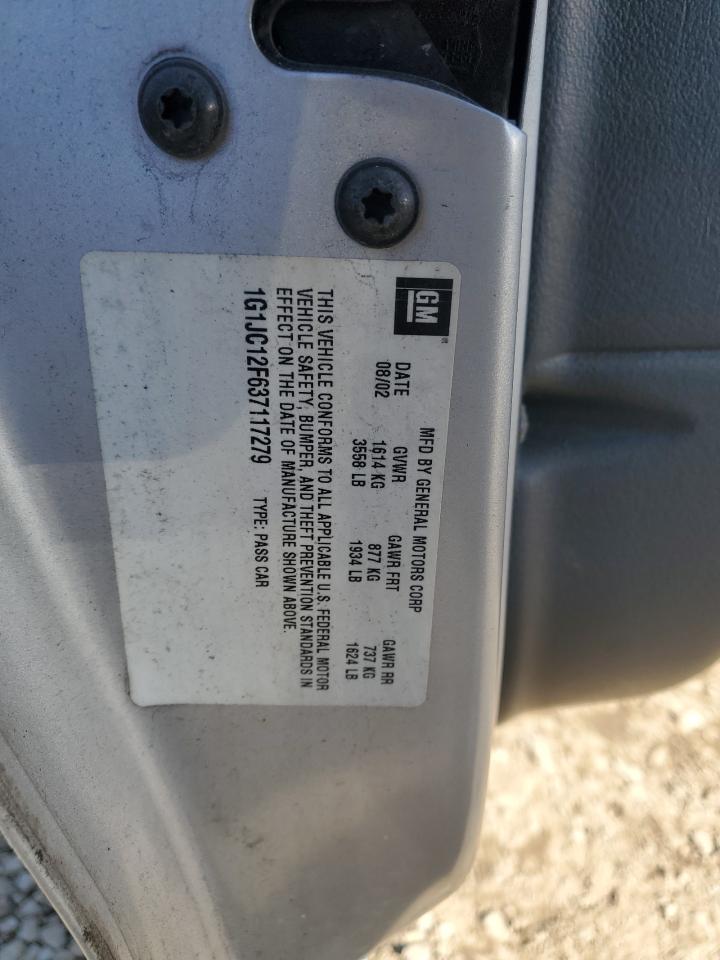 GM
MFD BY GENERAL MOTORS CORP
DATE GVWR GAWR FRT GAWR RR
08/02 1614 KG 877 KG 737 KG
3558 LB 1934 LB 1624 LB
THIS VEHICLE CONFORMS TO ALL APPLICABLE U.S. FEDERAL MOTOR
VEHICLE SAFETY, BUMPER, AND THEFT PREVENTION STANDARDS IN
EFFECT ON THE DATE OF MANUFACTURE SHOWN ABOVE.
1G1JC12F637117279 TYPE: PASS CAR